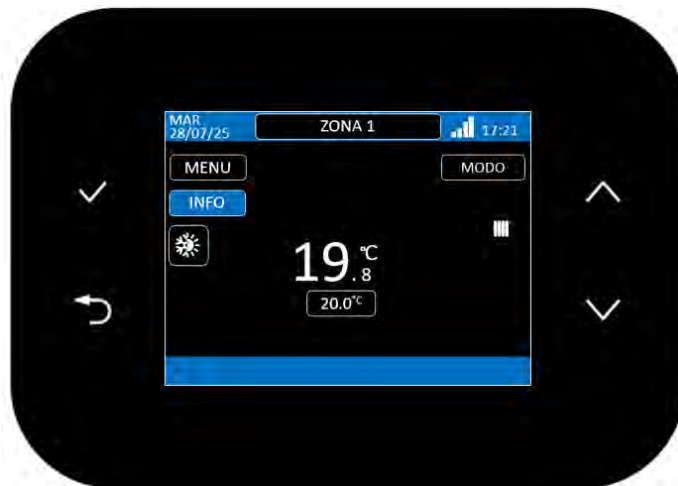 MAR
28/07/25
ZONA 1
17:21
MENU
MODO
INFO
19.8 °C
20.0°C